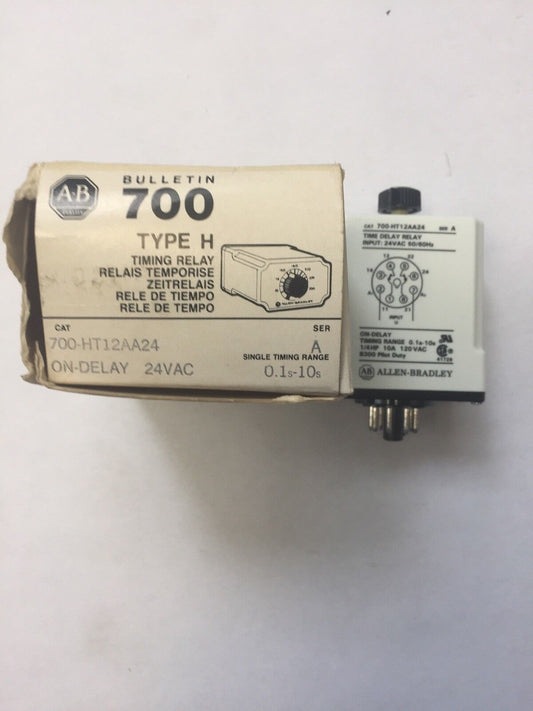 A-B
QUALITY
BULLETIN
700
TYPE H
TIMING RELAY
RELAIS TEMPORISE
ZEITRELAIS
RELE DE TIEMPO
RELE DE TEMPO
ALLEN-BRADLEY
CAT
SER
700-HT12AA24
A
SINGLE TIMING RANGE
ON-DELAY 24VAC
0.1s-10s
CAT 700-HT12AA24 SER A
TIME DELAY RELAY
INPUT: 24VAC 50/60Hz
INPUT
ON-DELAY
TIMING RANGE 0.1s-10s
1/4HP 10A 120VAC
B300 Pilot Duty
AB ALLEN-BRADLEY